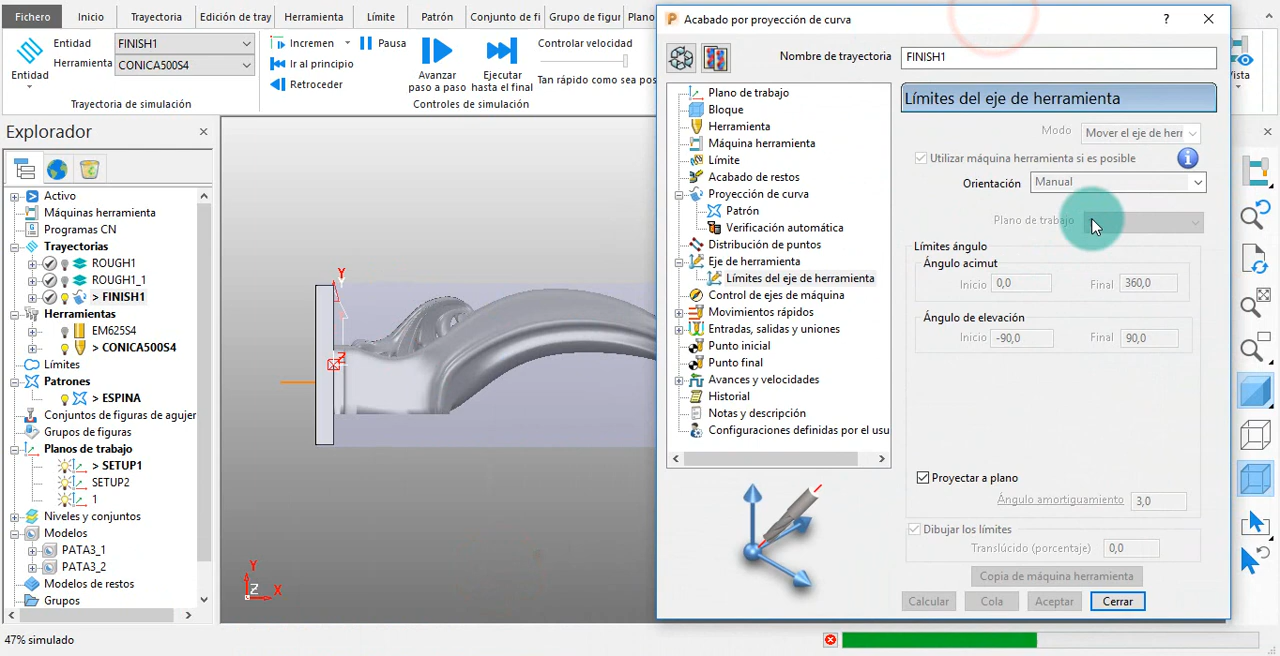 Fichero Inicio Trayectoria Edición de tray Herramienta Límite Patrón Conjunto de fi Grupo de figur Plano
Entidad
Entidad FINISH1
Herramienta CONICA500S4
Trayectoria de simulación
Incremen
Pausa
Ir al principio
Retroceder
Avanzar
paso a paso
Ejecutar
hasta el final
Controles de simulación
Controlar velocidad
Tan rápido como sea pos
Vista
Explorador
Activo
Máquinas herramienta
Programas CN
Trayectorias
ROUGH1
ROUGH1_1
> FINISH1
Herramientas
EM625S4
> CONICA500S4
Límites
Patrones
> ESPINA
Conjuntos de figuras de agujer
Grupos de figuras
Planos de trabajo
> SETUP1
SETUP2
1
Niveles y conjuntos
Modelos
PATA3_1
PATA3_2
Modelos de restos
Grupos
Y
Z
Y
Z
X
P Acabado por proyección de curva ?
Nombre de trayectoria FINISH1
Plano de trabajo
Bloque
Herramienta
Máquina herramienta
Límite
Acabado de restos
Proyección de curva
Patrón
Verificación automática
Distribución de puntos
Eje de herramienta
Límites del eje de herramienta
Control de ejes de máquina
Movimientos rápidos
Entradas, salidas y uniones
Punto inicial
Punto final
Avances y velocidades
Historial
Notas y descripción
Configuraciones definidas por el usu
Límites del eje de herramienta
Modo Mover el eje de herr
Utilizar máquina herramienta si es posible
i
Orientación Manual
Plano de trabajo
Límites ángulo
Ángulo acimut
Inicio 0,0 Final 360,0
Ángulo de elevación
Inicio -90,0 Final 90,0
Proyectar a plano
Ángulo amortiguamiento 3,0
Dibujar los límites
Translúcido (porcentaje) 0,0
Copia de máquina herramienta
Calcular Cola Aceptar Cerrar
47% simulado